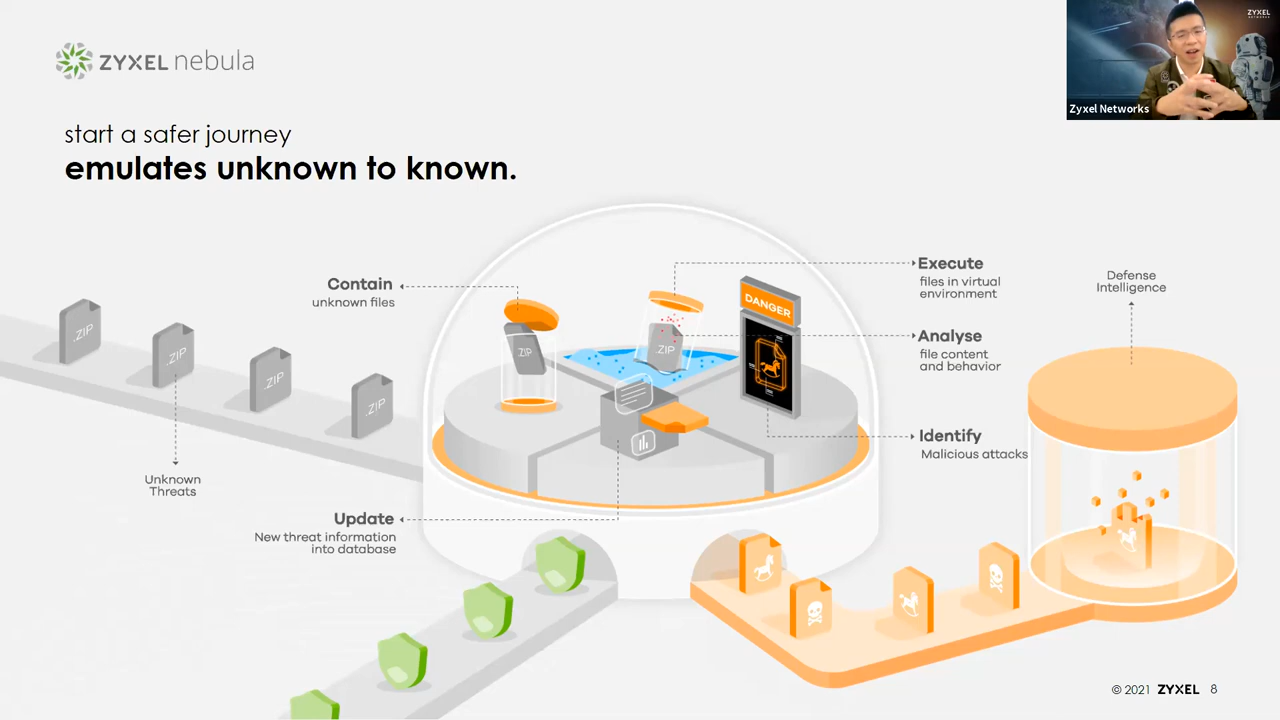 ZYXEL nebula
ZYXEL
NETWORKS
Zyxel Networks
start a safer journey
emulates unknown to known.
Contain
unknown files
Execute
files in virtual
environment
Defense
Intelligence
DANGER
Analyse
file content
and behavior
.ZIP
.ZIP
.ZIP
.ZIP
ZIP
.ZIP
Identify
Malicious attacks
Unknown
Threats
Update
New threat information
into database
© 2021 ZYXEL 8